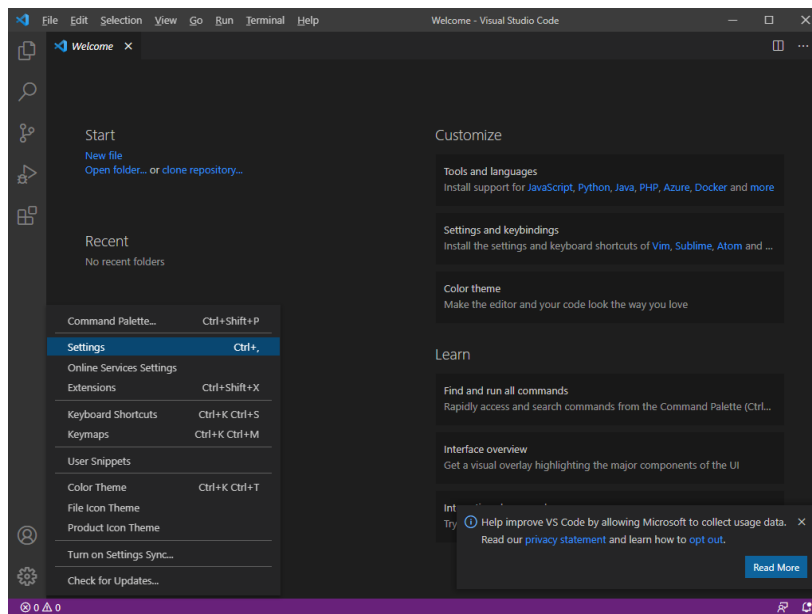 File Edit Selection View Go Run Terminal Help
Welcome - Visual Studio Code
Welcome
Start
New file
Open folder... or clone repository...
Recent
No recent folders
Customize
Tools and languages
Install support for JavaScript, Python, Java, PHP, Azure, Docker and more
Settings and keybindings
Install the settings and keyboard shortcuts of Vim, Sublime, Atom and ...
Color theme
Make the editor and your code look the way you love
Learn
Find and run all commands
Rapidly access and search commands from the Command Palette (Ctrl...
Interface overview
Get a visual overlay highlighting the major components of the UI
Command Palette... Ctrl+Shift+P
Settings Ctrl+,
Online Services Settings
Extensions Ctrl+Shift+X
Keyboard Shortcuts Ctrl+K Ctrl+S
Keymaps Ctrl+K Ctrl+M
User Snippets
Color Theme Ctrl+K Ctrl+T
File Icon Theme
Product Icon Theme
Turn on Settings Sync...
Check for Updates...
Help improve VS Code by allowing Microsoft to collect usage data.
Read our privacy statement and learn how to opt out.
Read More
0 0